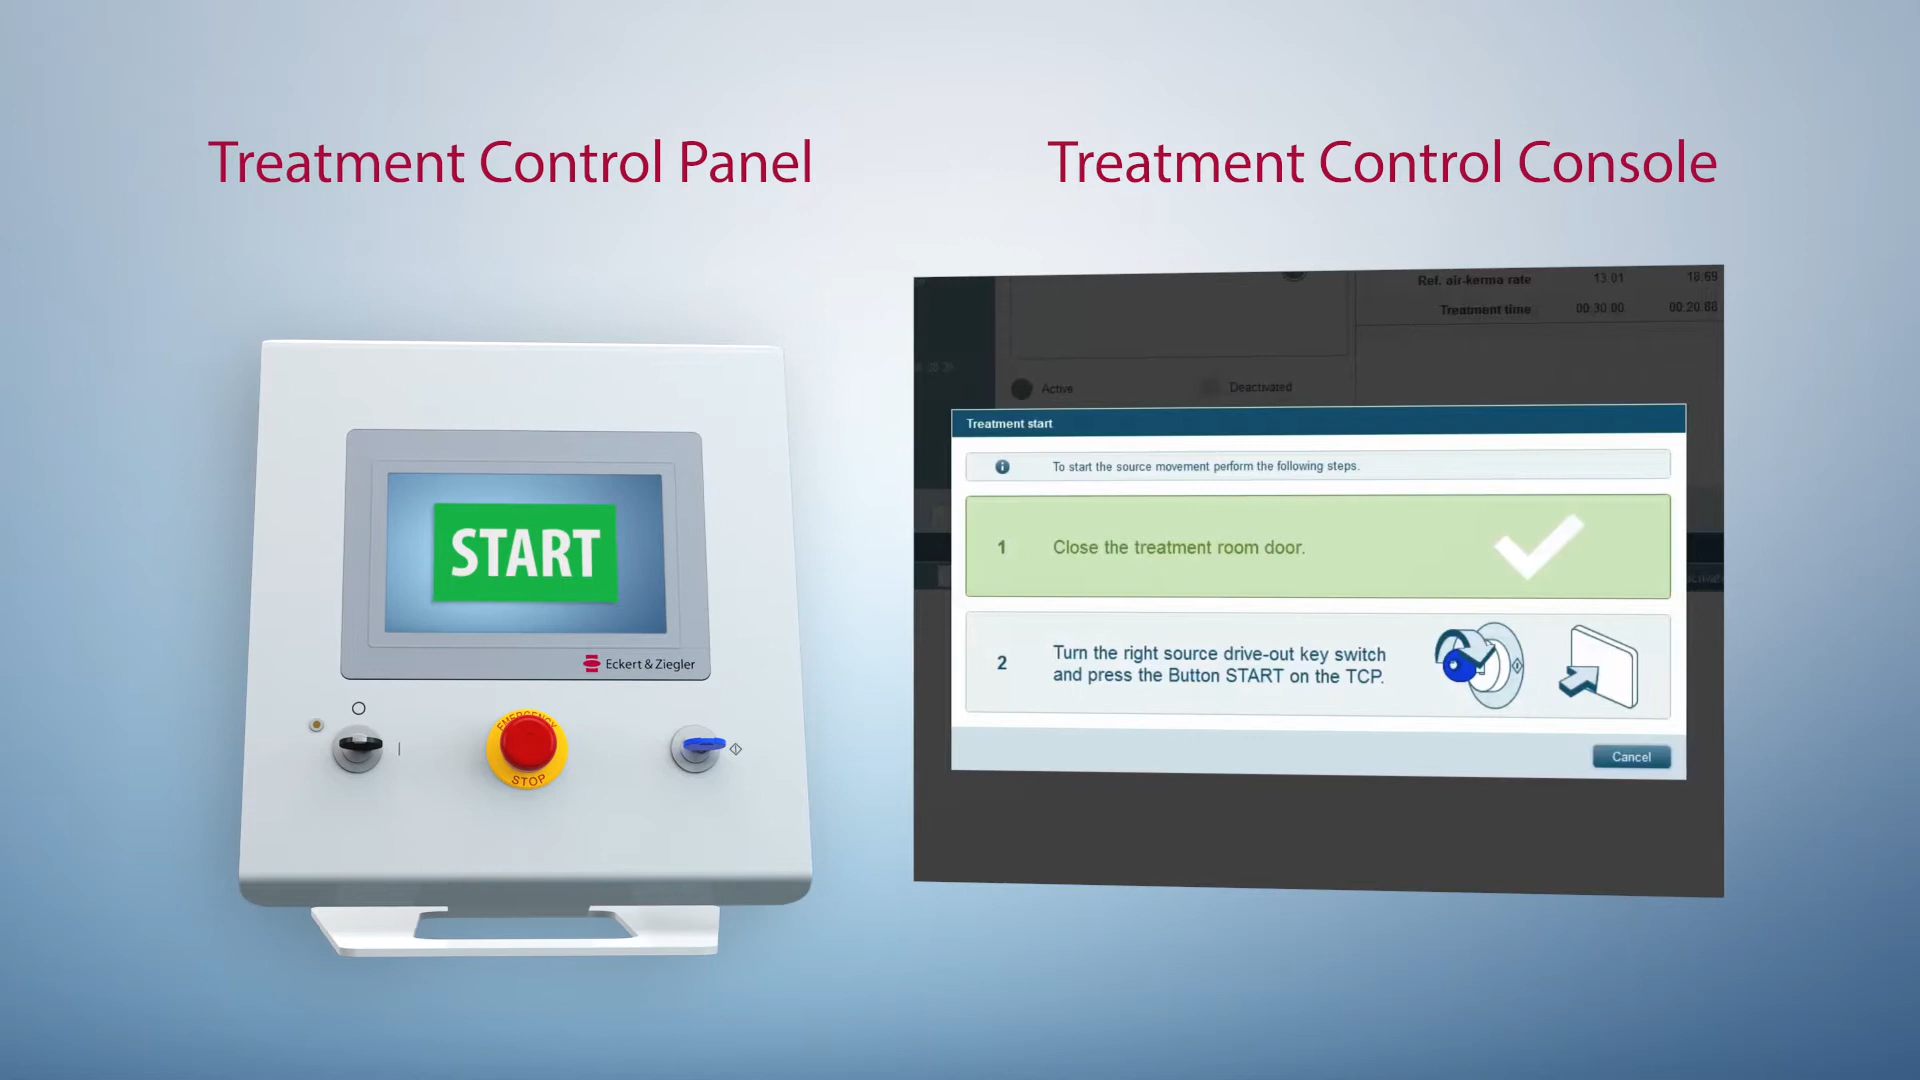 Treatment Control Panel
Treatment Control Console
START
Eckert & Ziegler
EMERGENCY
STOP
Ref. air-kerma rate 13.01 18.69
Treatment time 00:30.00
Active Deactivated
Treatment start
To start the source movement perform the following steps.
1 Close the treatment room door.
2 Turn the right source drive-out key switch
and press the Button START on the TCP.
Cancel